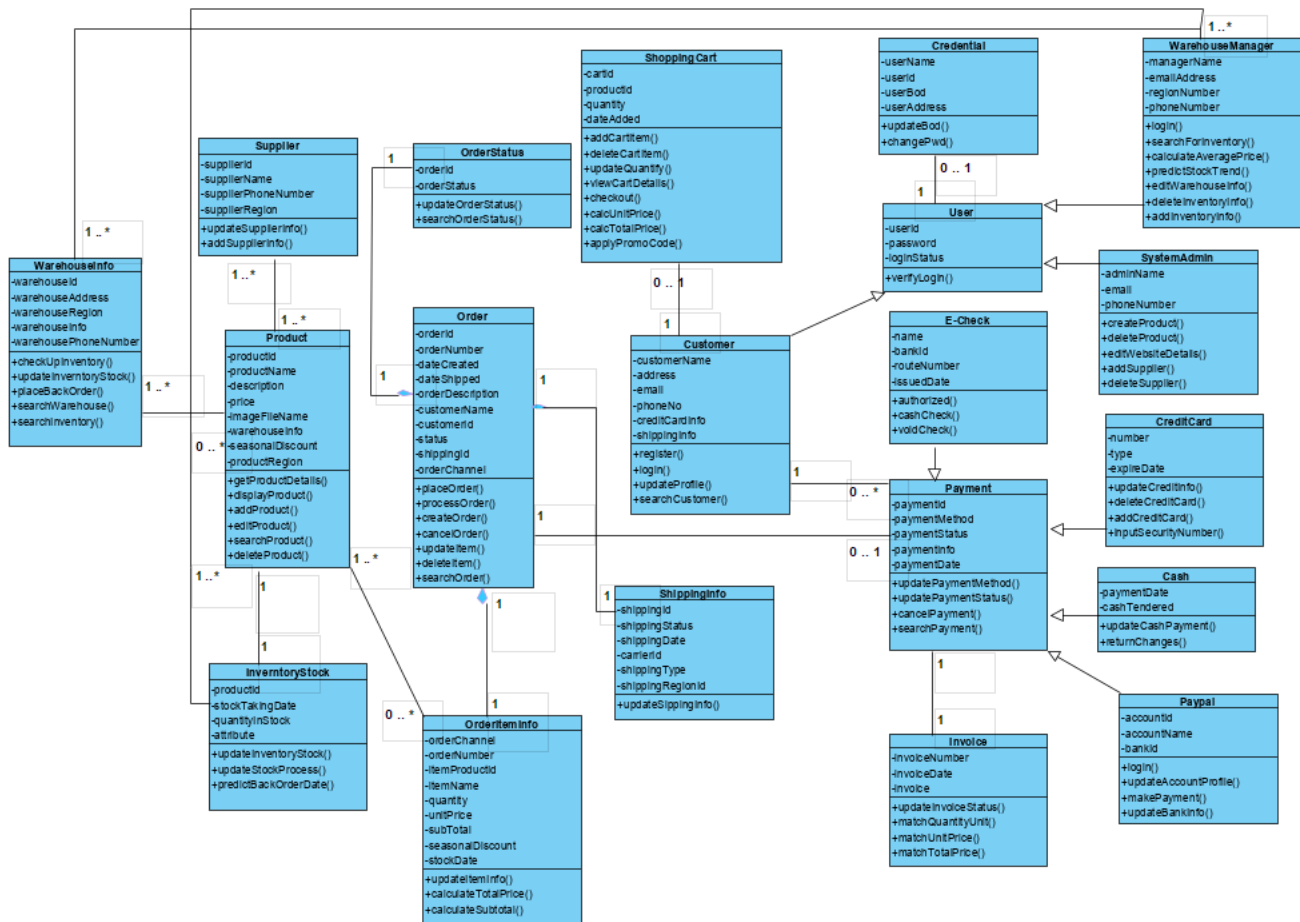 1..*
Credential
-userName
-userId
-userBod
-userAddress
+updateBod()
+changePwd()
WarehouseManager
-managerName
-emailAddress
-regionNumber
-phoneNumber
+login()
+searchForInventory()
+calculateAveragePrice()
+predictStockTrend()
+editWarehouseInfo()
+deleteInventoryInfo()
+addInventoryInfo()
ShoppingCart
-cartId
-productId
-quantity
-dateAdded
+addCartItem()
+deleteCartItem()
+updateQuantify()
+viewCartDetails()
+checkout()
+calcUnitPrice()
+calcTotalPrice()
+applyPromoCode()
Supplier
-supplierId
-supplierName
-supplierPhoneNumber
-supplierRegion
+updateSupplierInfo()
+addSupplierInfo()
1
OrderStatus
-orderId
-orderStatus
+updateOrderStatus()
+searchOrderStatus()
0 .. 1
1
User
-userId
-password
-loginStatus
+verifyLogin()
1 ..*
WarehouseInfo
-warehouseId
-warehouseAddress
-warehouseRegion
-warehouseInfo
-warehousePhoneNumber
+checkUpInventory()
+updateInverntoryStock()
+placeBackOrder()
+searchWarehouse()
+searchInventory()
1..*
1.. *
SystemAdmin
-adminName
-email
-phoneNumber
+createProduct()
+deleteProduct()
+editWebsiteDetails()
+addSupplier()
+deleteSupplier()
0 .. 1
1
Product
-productId
-productName
-description
-price
-imageFileName
-warehouseInfo
-seasonalDiscount
-productRegion
+getProductDetails()
+displayProduct()
+addProduct()
+editProduct()
+searchProduct()
+deleteProduct()
Order
-orderId
-orderNumber
-dateCreated
-dateShipped
-orderDescription
-customerName
-customerId
-status
-shippingId
-orderChannel
+placeOrder()
+processOrder()
+createOrder()
+cancelOrder()
+updateItem()
+deleteItem()
+searchOrder()
Customer
-customerName
-address
-email
-phoneNo
-creditCardInfo
-shippingInfo
+register()
+login()
+updateProfile()
+searchCustomer()
E-Check
-name
-bankId
-routeNumber
-issuedDate
+authorized()
+cashCheck()
+voidCheck()
1..*
1
1
0 .. *
CreditCard
-number
-type
-expireDate
+updateCreditInfo()
+deleteCreditCard()
+addCreditCard()
+inputSecurityNumber()
1
0.. *
Payment
-paymentId
-paymentMethod
-paymentStatus
-paymentInfo
-paymentDate
+updatePaymentMethod()
+updatePaymentStatus()
+cancelPayment()
+searchPayment()
1
0 .. 1
1.. *
1..*
1
1
Cash
-paymentDate
-cashTendered
+updateCashPayment()
+returnChanges()
1
1
ShippingInfo
-shippingId
-shippingStatus
-shippingDate
-carrierId
-shippingType
-shippingRegionId
+updateSippingInfo()
InverntoryStock
-productId
-stockTakingDate
-quantityInStock
-attribute
+updateInventoryStock()
+updateStockProcess()
+predictBackOrderDate()
0 .. *
1
OrderItemInfo
-orderChannel
-orderNumber
-itemProductId
-itemName
-quantity
-unitPrice
-subTotal
-seasonalDiscount
-stockDate
+updateItemInfo()
+calculateTotalPrice()
+calculateSubtotal()
1
1
Invoice
-invoiceNumber
-invoiceDate
-invoice
+updateInvoiceStatus()
+matchQuantityUnit()
+matchUnitPrice()
+matchTotalPrice()
Paypal
-accountId
-accountName
-bankId
+login()
+updateAccountProfile()
+makePayment()
+updateBankInfo()